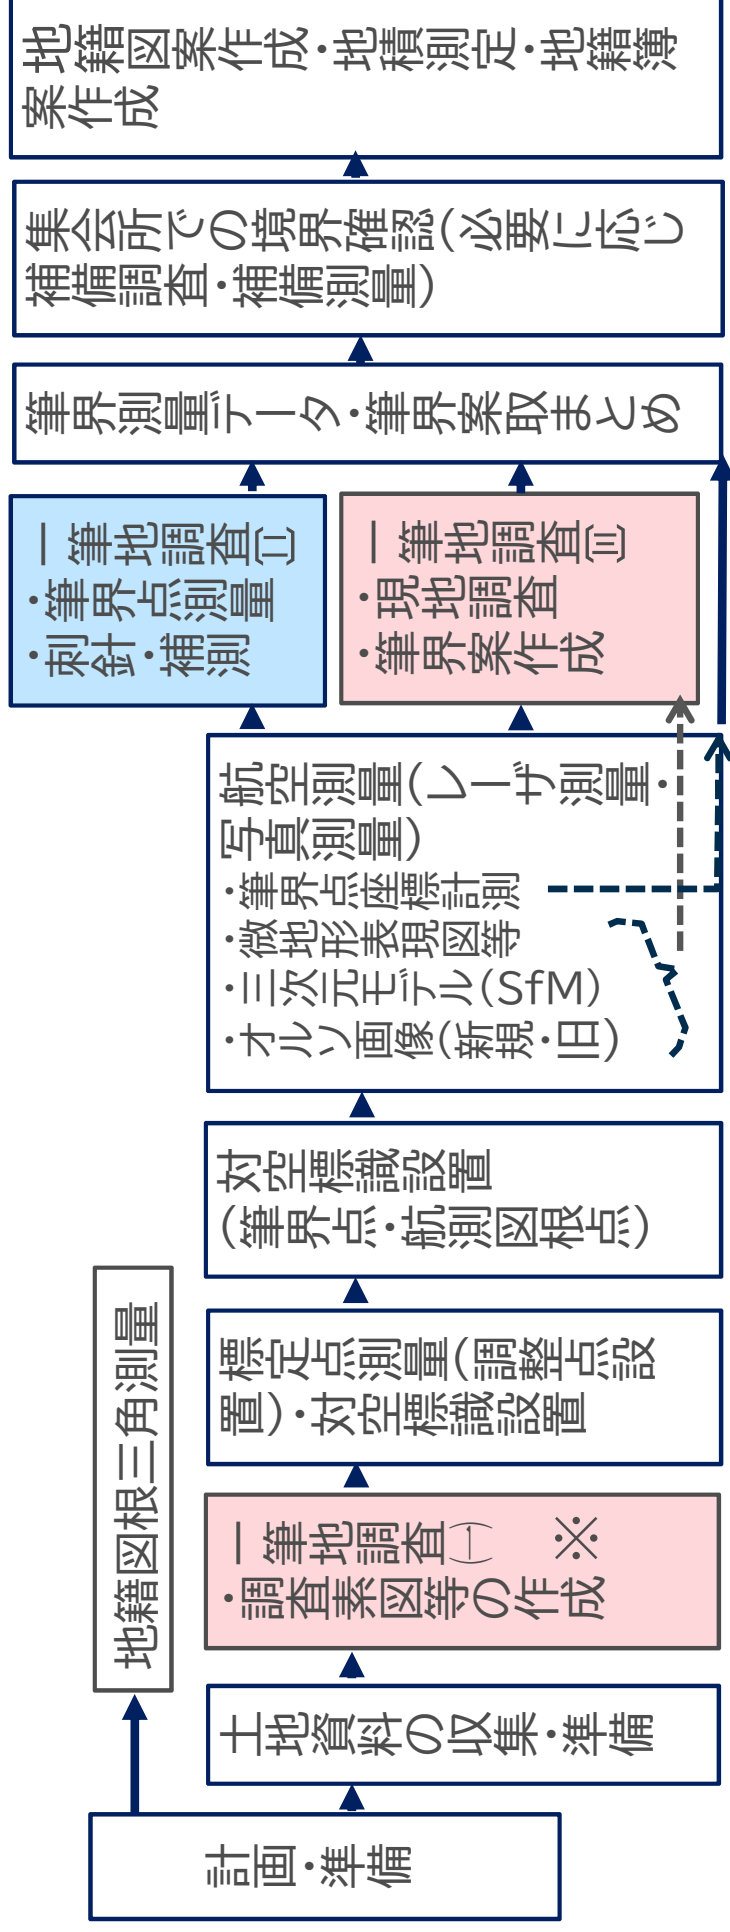 計画・準備
地籍図根三角測量
土地資料の収集・準備
一筆地調査㈠　※
・調査素図等の作成
標定点測量(調整点設
置)・対空標識設置
対空標識設置
(筆界点・航測図根点)
航空測量(レーザ測量・
写真測量)
・筆界点座標計測
・微地形表現図等
・三次元モデル(SfM)
・オルソ画像(新規・旧)
一筆地調査㈡
・筆界点測量
・刺針・補測
一筆地調査㈢
・現地調査
・筆界案作成
筆界測量データ・筆界案取まとめ
集会所での境界確認(必要に応じ
補備調査・補備測量)
地籍図案作成・地積測定・地籍簿
案作成